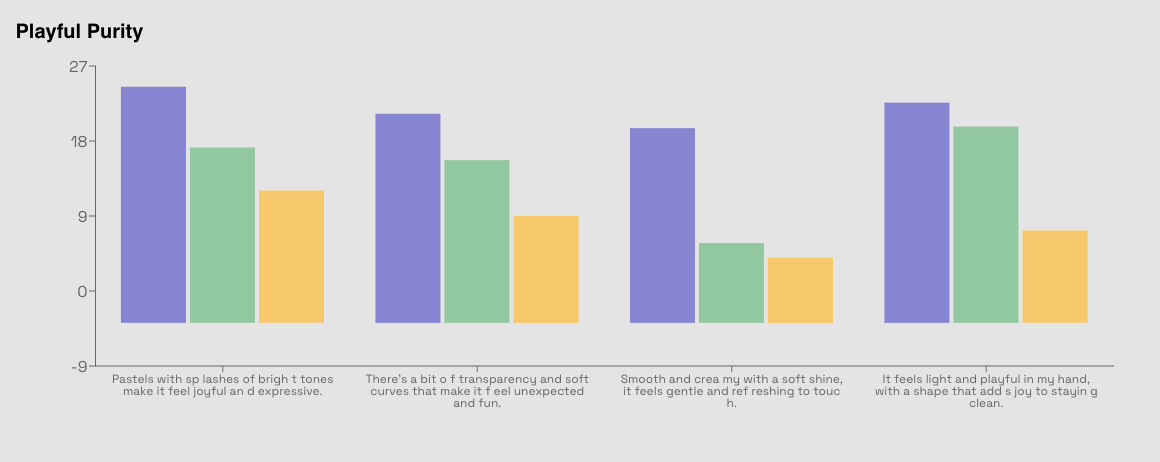 Playful Purity
27
18
9
0
-9
Pastels with sp lashes of brigh t tones
make it feel joyful an d expressive.
There's a bit o f transparency and soft
curves that make it f eel unexpected
and fun.
Smooth and crea my with a soft shine,
it feels gentle and ref reshing to touc
h.
It feels light and playful in my hand,
with a shape that add s joy to stayin g
clean.